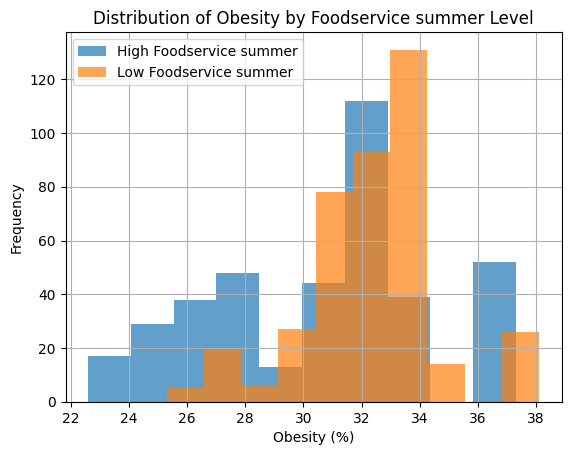 Distribution of Obesity by Foodservice summer Level
High Foodservice summer
Low Foodservice summer
120
100
80
60
40
20
0
Frequency
22 24 26 28 30 32 34 36 38
Obesity (%)